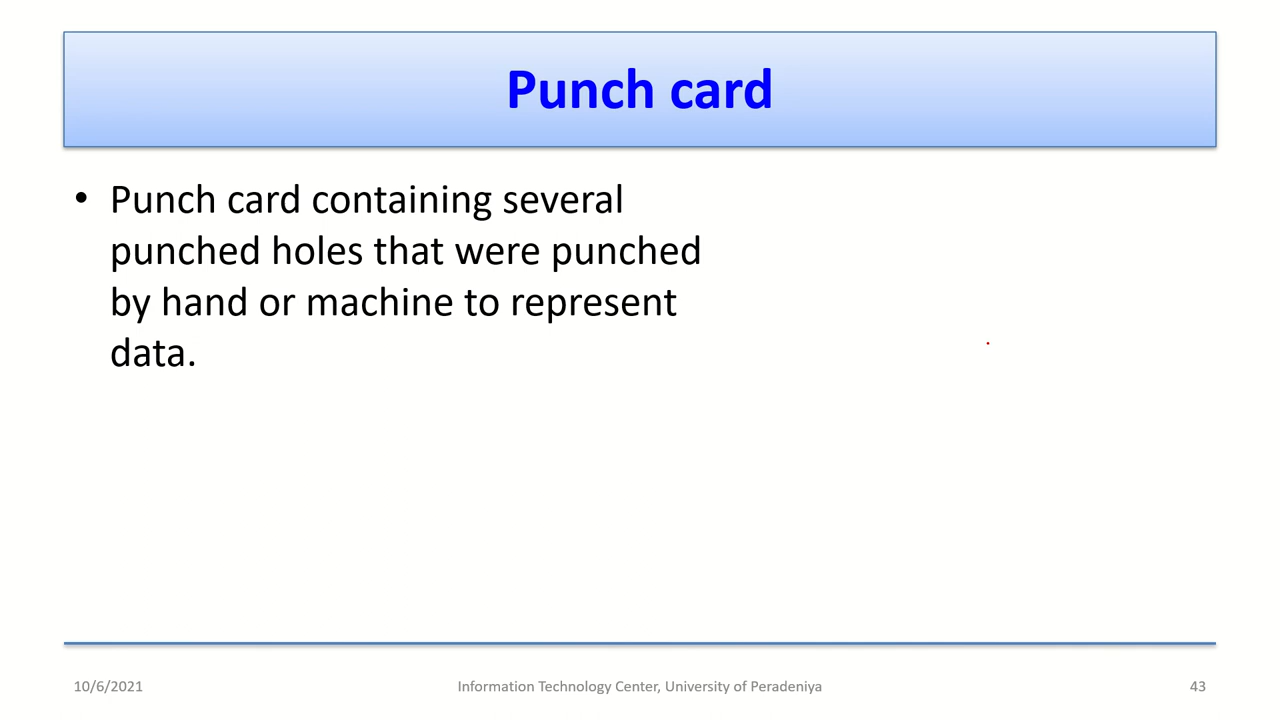 Punch card
• Punch card containing several
punched holes that were punched
by hand or machine to represent
data.
10/6/2021
Information Technology Center, University of Peradeniya
43